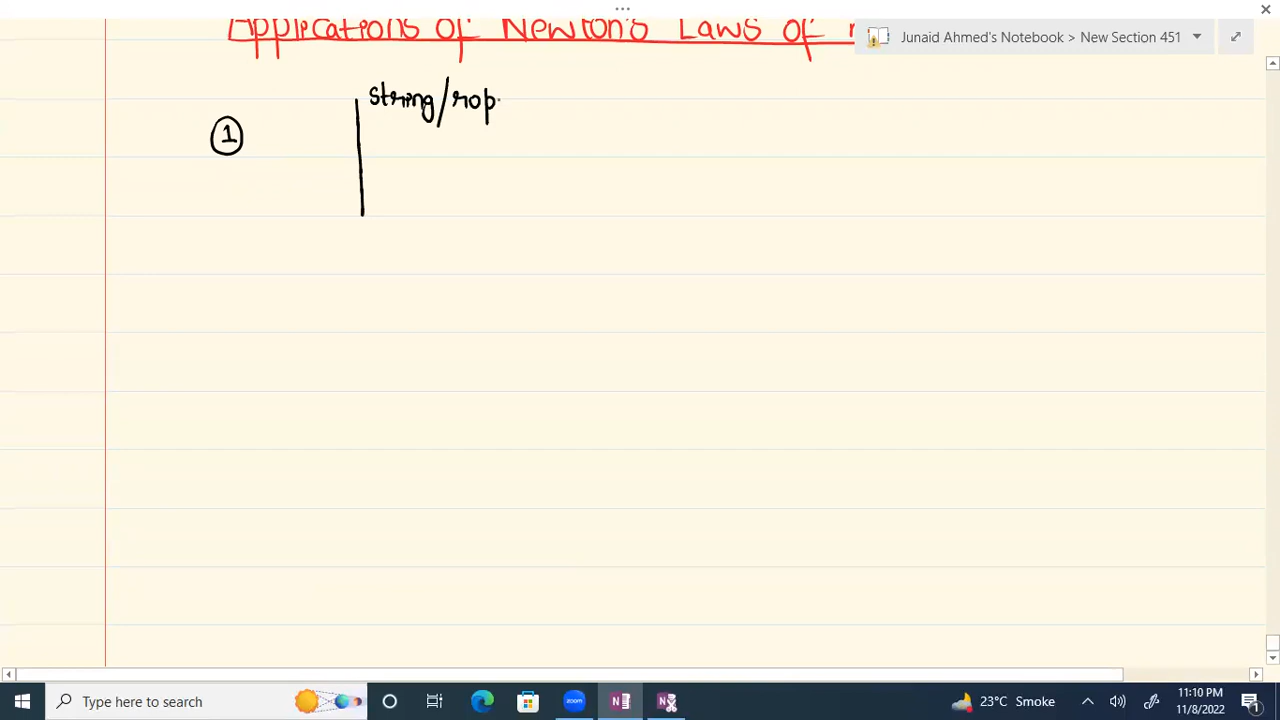 Applications of Newton's Laws of
Junaid Ahmed's Notebook > New Section 451
string/rop
1
Type here to search
23°C Smoke
11:10 PM
11/8/2022
1